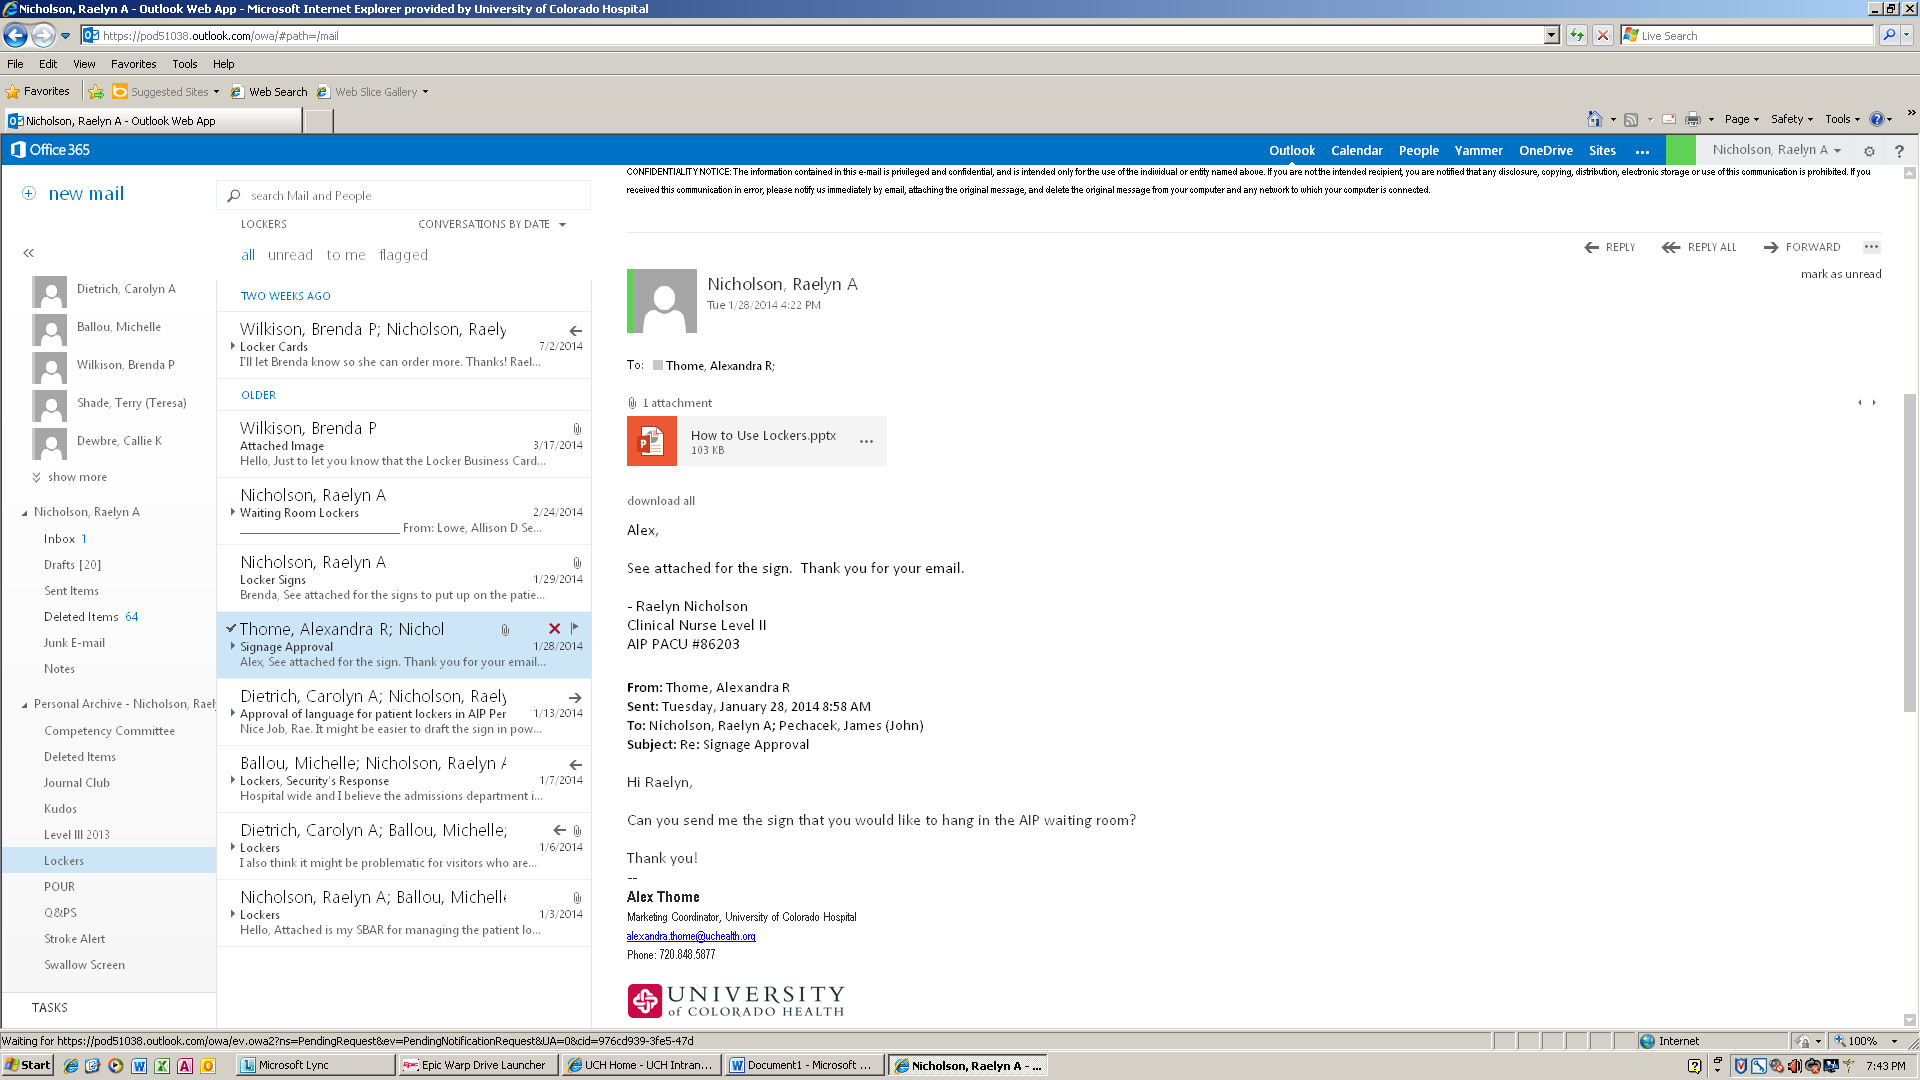 Nicholson, Raelyn A - Outlook Web App - Microsoft Internet Explorer provided by University of Colorado Hospital
https://pod51038.outlook.com/owa/#path=/mail
Live Search
File Edit View Favorites Tools Help
Favorites Suggested Sites Web Search Web Slice Gallery
Nicholson, Raelyn A - Outlook Web App
Page Safety Tools
Office 365
Outlook Calendar People Yammer OneDrive Sites ... Nicholson, Raelyn A ?
new mail
Dietrich, Carolyn A
Ballou, Michelle
Wilkison, Brenda P
Shade, Terry (Teresa)
Dewbre, Callie K
show more
Nicholson, Raelyn A
Inbox 1
Drafts [20]
Sent Items
Deleted Items 64
Junk E-mail
Notes
Personal Archive - Nicholson, Rael
Competency Committee
Deleted Items
Journal Club
Kudos
Level III 2013
Lockers
POUR
Q&PS
Stroke Alert
Swallow Screen
TASKS
search Mail and People
LOCKERS CONVERSATIONS BY DATE
all unread to me flagged
TWO WEEKS AGO
Wilkison, Brenda P; Nicholson, Raely
Locker Cards 7/2/2014
I'll let Brenda know so she can order more. Thanks! Rael...
OLDER
Wilkison, Brenda P
Attached Image 3/17/2014
Hello, Just to let you know that the Locker Business Card...
Nicholson, Raelyn A
Waiting Room Lockers 2/24/2014
________________________ From: Lowe, Allison D Se...
Nicholson, Raelyn A
Locker Signs 1/29/2014
Brenda, See attached for the signs to put up on the patie...
Thome, Alexandra R; Nichol
Signage Approval 1/28/2014
Alex, See attached for the sign. Thank you for your email...
Dietrich, Carolyn A; Nicholson, Raely
Approval of language for patient lockers in AIP Per 1/13/2014
Nice Job, Rae. It might be easier to draft the sign in pow...
Ballou, Michelle; Nicholson, Raelyn A
Lockers, Security's Response 1/7/2014
Hospital wide and I believe the admissions department i...
Dietrich, Carolyn A; Ballou, Michelle;
Lockers 1/6/2014
I also think it might be problematic for visitors who are...
Nicholson, Raelyn A; Ballou, Michelle
Lockers 1/3/2014
Hello, Attached is my SBAR for managing the patient lo...
CONFIDENTIALITY NOTICE: The information contained in this e-mail is privileged and confidential, and is intended only for the use of the individual or entity named above. If you are not the intended recipient, you are notified that any disclosure, copying, distribution, electronic storage or use of this communication is prohibited. If you
received this communication in error, please notify us immediately by email, attaching the original message, and delete the original message from your computer and any network to which your computer is connected.
REPLY REPLY ALL FORWARD ...
mark as unread
Nicholson, Raelyn A
Tue 1/28/2014 4:22 PM
To: Thome, Alexandra R;
1 attachment
How to Use Lockers.pptx ...
103 KB
download all
Alex,
See attached for the sign. Thank you for your email.
- Raelyn Nicholson
Clinical Nurse Level II
AIP PACU #86203
From: Thome, Alexandra R
Sent: Tuesday, January 28, 2014 8:58 AM
To: Nicholson, Raelyn A; Pechacek, James (John)
Subject: Re: Signage Approval
Hi Raelyn,
Can you send me the sign that you would like to hang in the AIP waiting room?
Thank you!
--
Alex Thome
Marketing Coordinator, University of Colorado Hospital
alexandra.thome@uchealth.org
Phone: 720.848.5877
UNIVERSITY
of COLORADO HEALTH
Waiting for https://pod51038.outlook.com/owa/ev.owa2?ns=PendingRequest&ev=PendingNotificationRequest&UA=0&cid=976cd939-3fe5-47d
Internet 100%
Start Microsoft Lync Epic Warp Drive Launcher UCH Home - UCH Intran... Document1 - Microsoft ... Nicholson, Raelyn A - ... 7:43 PM